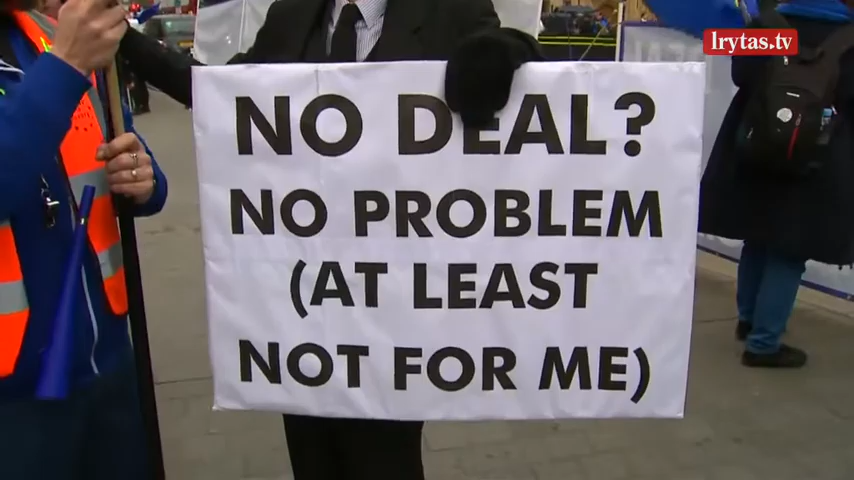 lrytas.tv
NO DEAL?
NO PROBLEM
(AT LEAST
NOT FOR ME)